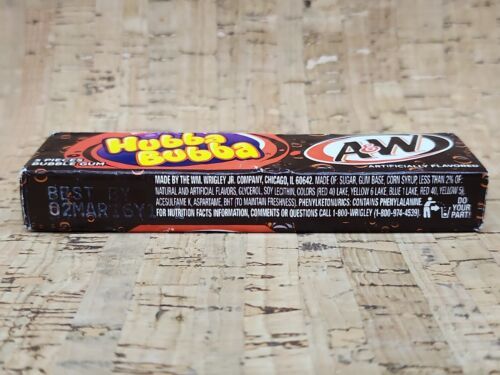 Hubba
Bubba
A&W
5 PIECES
BUBBLE GUM
ARTIFICIALLY FLAVORED
MADE BY THE WM. WRIGLEY JR. COMPANY, CHICAGO, IL 60642. MADE OF: SUGAR, GUM BASE, CORN SYRUP, LESS THAN 2% OF:
NATURAL AND ARTIFICIAL FLAVORS, GLYCEROL, SOY LECITHIN, COLORS (RED 40 LAKE, YELLOW 6 LAKE, BLUE 1 LAKE, RED 40, YELLOW 5),
ACESULFAME K, ASPARTAME, BHT (TO MAINTAIN FRESHNESS). PHENYLKETONURICS: CONTAINS PHENYLALANINE.
FOR NUTRITION FACTS INFORMATION, COMMENTS OR QUESTIONS CALL 1-800-WRIGLEY (1-800-974-4539).
DO
YOUR
PART!
BEST
02MAR16